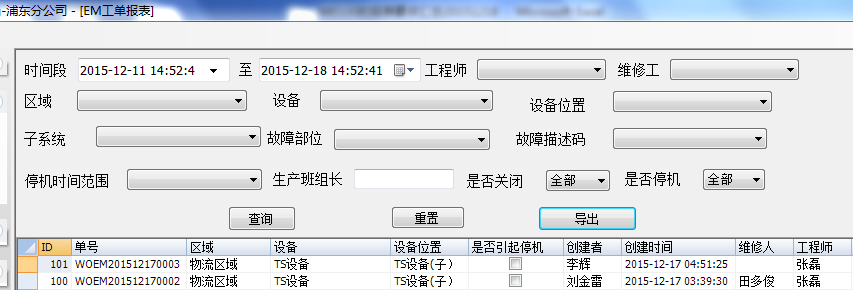 -浦东分公司 - [EM工单报表]
时间段 2015-12-11 14:52:4 至 2015-12-18 14:52:41 工程师 维修工
区域 设备 设备位置
子系统 故障部位 故障描述码
停机时间范围 生产班组长 是否关闭 全部 是否停机 全部
查询 重置 导出
ID 单号 区域 设备 设备位置 是否引起停机 创建者 创建时间 维修人 工程师
101 WOEM201512170003 物流区域 TS设备 TS设备(子） 李辉 2015-12-17 04:51:25 张磊
100 WOEM201512170002 物流区域 TS设备 TS设备(子） 刘金雷 2015-12-17 03:39:30 田多俊 张磊